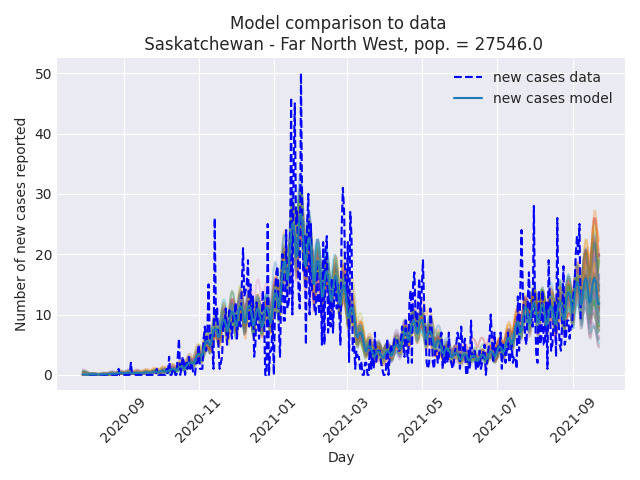 Model comparison to data
Saskatchewan - Far North West, pop. = 27546.0
new cases data
new cases model
Number of new cases reported
50
40
30
20
10
0
2020-09
2020-11
2021-01
2021-03
2021-05
2021-07
2021-09
Day